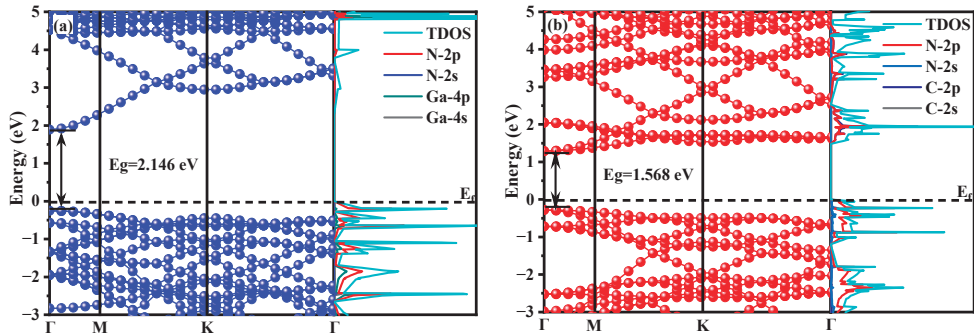 (a)
Energy (eV)
5
4
3
2
1
0
−1
−2
−3
Eg=2.146 eV
E_f
Γ M K Γ
TDOS
N-2p
N-2s
Ga-4p
Ga-4s
(b)
Energy (eV)
5
4
3
2
1
0
−1
−2
−3
Eg=1.568 eV
E_f
Γ M K Γ
TDOS
N-2p
N-2s
C-2p
C-2s